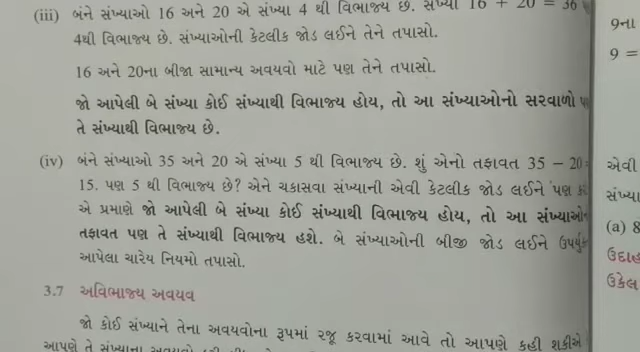 (iii) બંને સંખ્યાઓ 16 અને 20 એ સંખ્યા 4 થી વિભાજ્ય છે. સંખ્યા 16 + 20 = 36
4થી વિભાજ્ય છે. સંખ્યાઓની કેટલીક જોડ લઈને તેને તપાસો.
16 અને 20ના બીજા સામાન્ય અવયવો માટે પણ તેને તપાસો.
જો આપેલી બે સંખ્યા કોઈ સંખ્યાથી વિભાજ્ય હોય, તો આ સંખ્યાઓનો સરવાળો
તે સંખ્યાથી વિભાજ્ય છે.
(iv) બંને સંખ્યાઓ 35 અને 20 એ સંખ્યા 5 થી વિભાજ્ય છે. શું એનો તફાવત 35 – 20
15. પણ 5 થી વિભાજ્ય છે? એને ચકાસવા સંખ્યાની એવી કેટલીક જોડ લઈને પણ
એ પ્રમાણે જો આપેલી બે સંખ્યા કોઈ સંખ્યાથી વિભાજ્ય હોય, તો આ
તફાવત પણ તે સંખ્યાથી વિભાજ્ય હશે. બે સંખ્યાઓની બીજી જોડ લઈને
આપેલા ચારેય નિયમો તપાસો.
3.7 અવિભાજ્ય અવયવ
જો કોઈ સંખ્યાને તેના અવયવોના રૂપમાં રજૂ કરવામાં આવે તો આપણે કહી શકીએ
આપણે તે સંખ્યાના
9ના
9 =
એવી
(a) 8
ઉકેલ